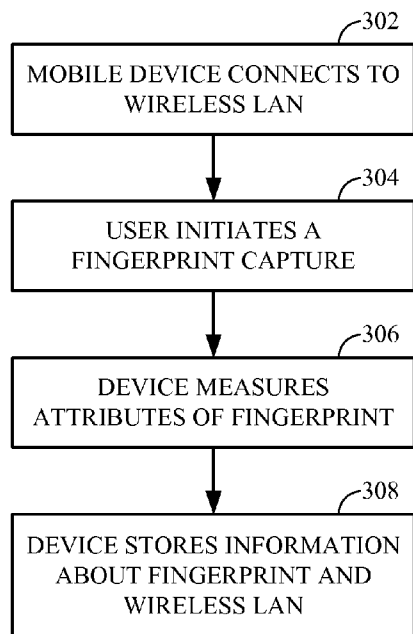 302
MOBILE DEVICE CONNECTS TO
WIRELESS LAN
304
USER INITIATES A
FINGERPRINT CAPTURE
306
DEVICE MEASURES
ATTRIBUTES OF FINGERPRINT
308
DEVICE STORES INFORMATION
ABOUT FINGERPRINT AND
WIRELESS LAN